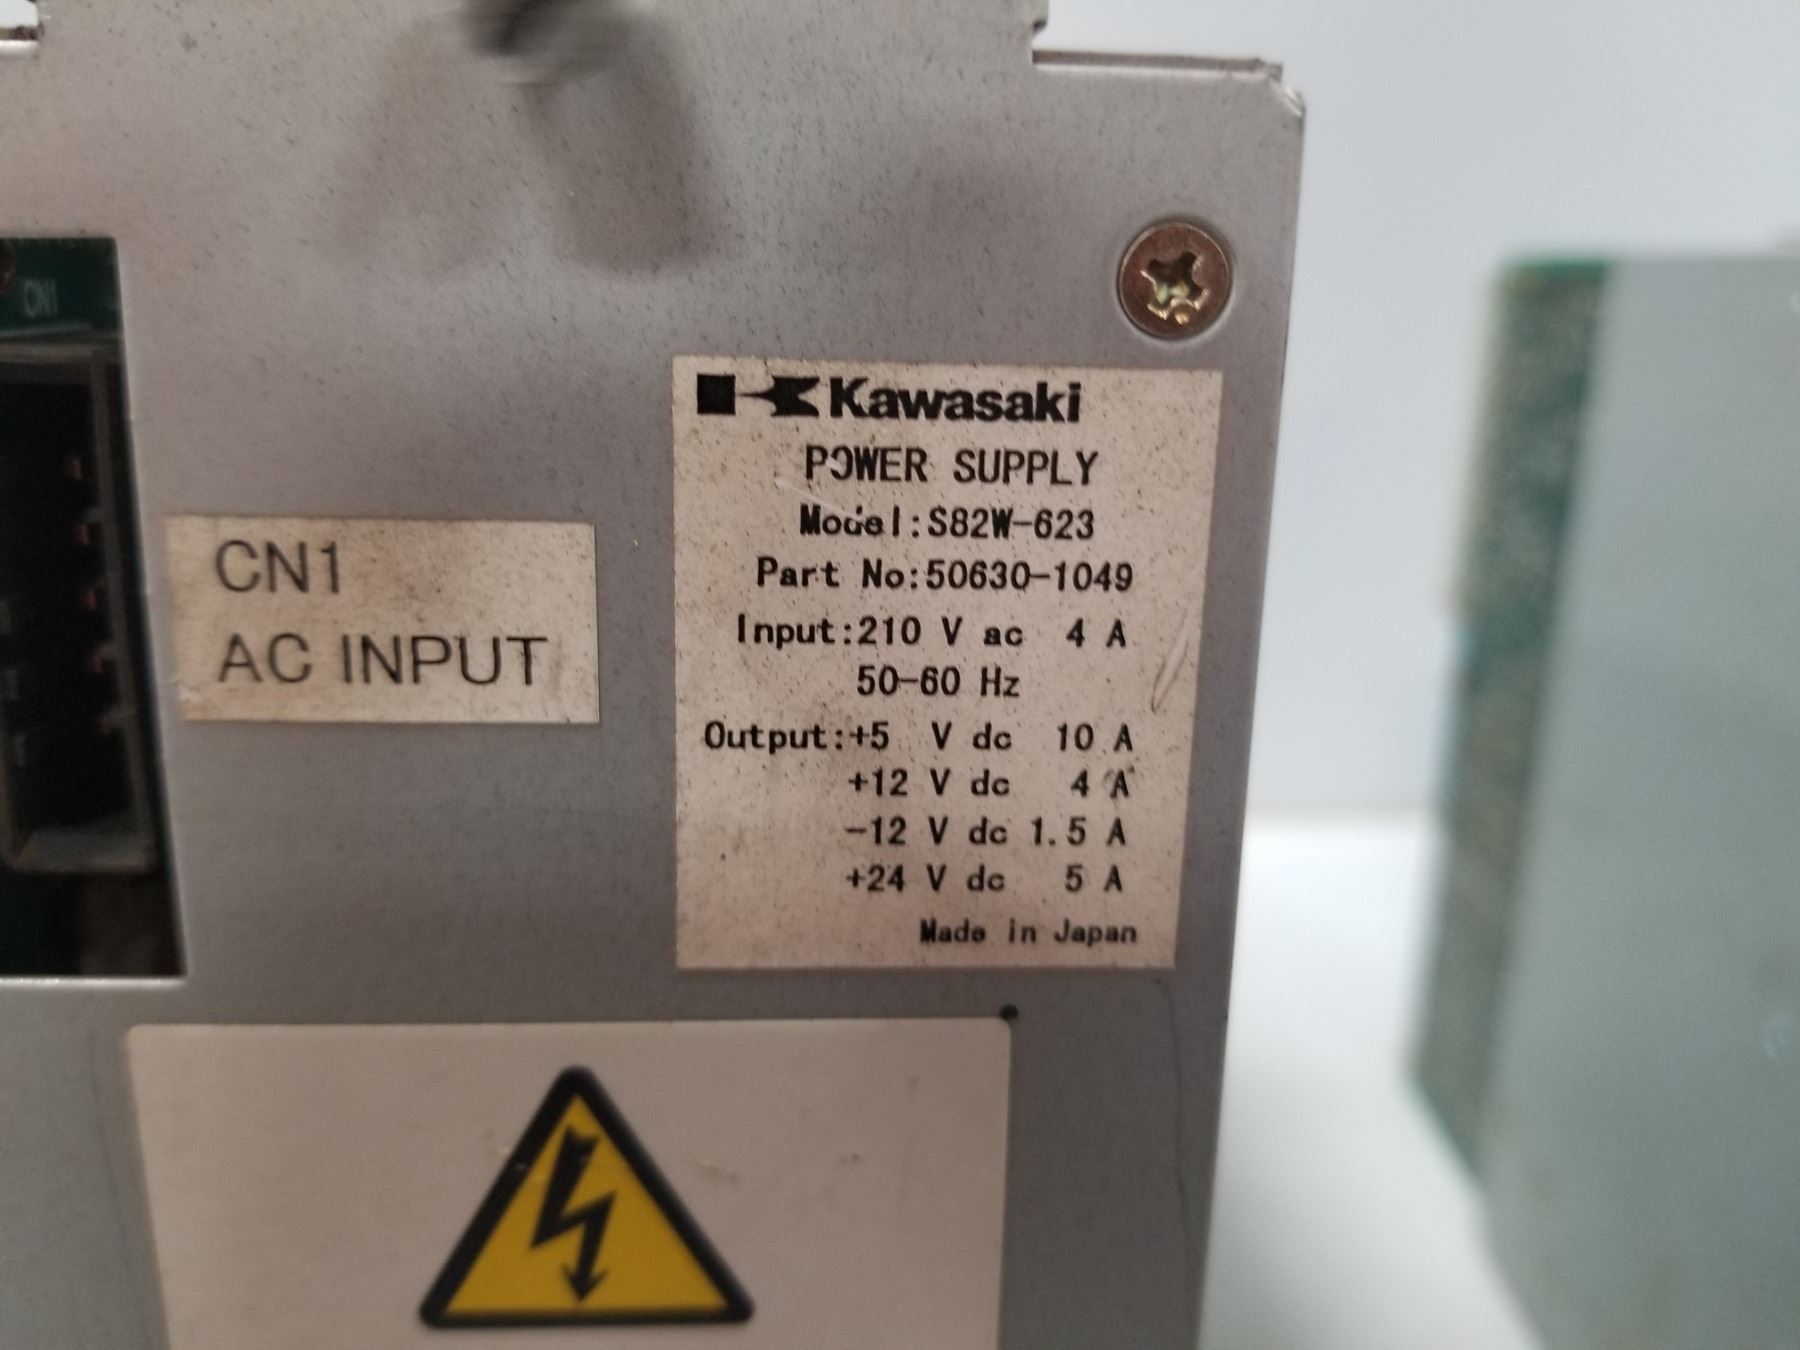 CN1
Kawasaki
POWER SUPPLY
Model:S82W-623
Part No:50630-1049
Input:210 V ac 4 A
50-60 Hz
Output:+5 V dc 10 A
+12 V dc 4 A
-12 V dc 1.5 A
+24 V dc 5 A
Made in Japan
CN1
AC INPUT